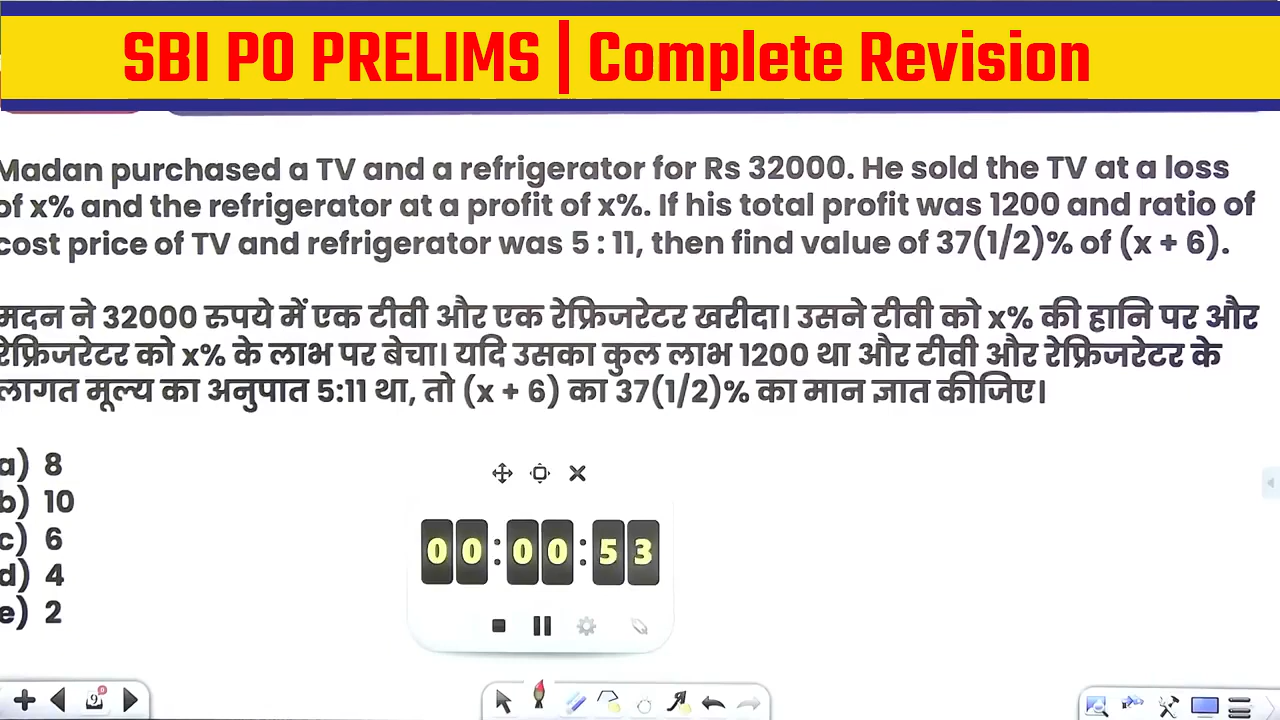 SBI PO PRELIMS | Complete Revision
Madan purchased a TV and a refrigerator for Rs 32000. He sold the TV at a loss
of x% and the refrigerator at a profit of x%. If his total profit was 1200 and ratio of
cost price of TV and refrigerator was 5 : 11, then find value of 37(1/2)% of (x + 6).
मदन ने 32000 रुपये में एक टीवी और एक रेफ्रिजरेटर खरीदा। उसने टीवी को x% की हानि पर और
रेफ्रिजरेटर को x% के लाभ पर बेचा। यदि उसका कुल लाभ 1200 था और टीवी और रेफ्रिजरेटर के
लागत मूल्य का अनुपात 5:11 था, तो (x + 6) का 37(1/2)% का मान ज्ञात कीजिए।
a) 8
b) 10
c) 6
d) 4
e) 2
00:00:53
9